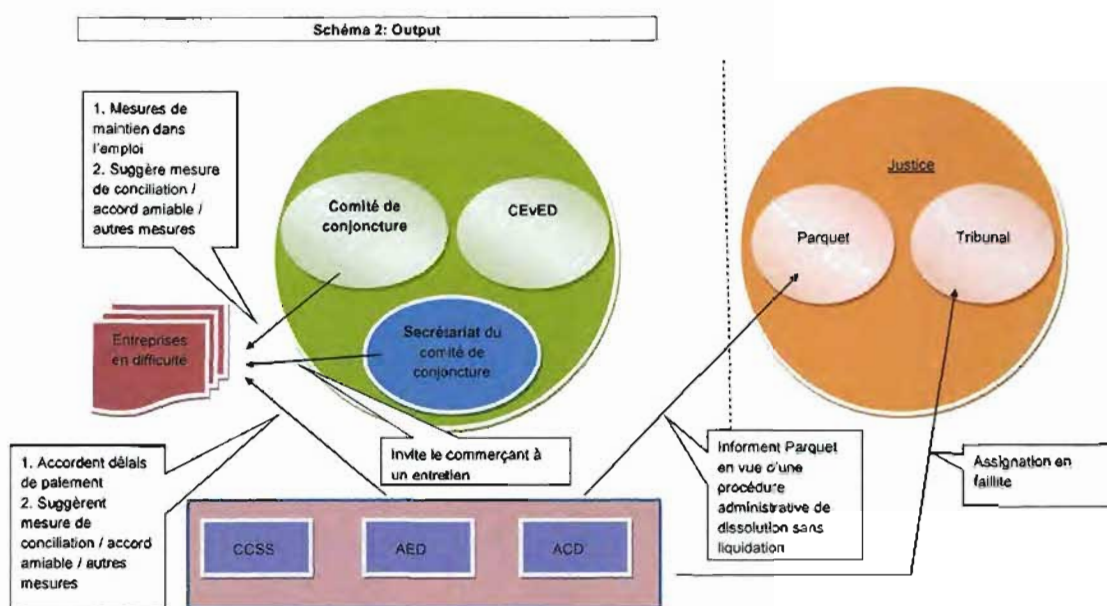 Schéma 2: Output
1. Mesures de
maintien dans
l'emploi
2. Suggère mesure
de conciliation /
accord amiable /
autres mesures
Justice
Comité de
conjoncture
CEvED
Parquet
Tribunal
Entreprises
en difficulté
Secrétariat du
comité de
conjoncture
1. Accordent délais
de paiement
2. Suggèrent
mesure de
conciliation / accord
amiable / autres
mesures
Invite le commerçant à
un entretien
Informent Parquet
en vue d'une
procédure
administrative de
dissolution sans
liquidation
Assignation en
faillite
CCSS
AED
ACD